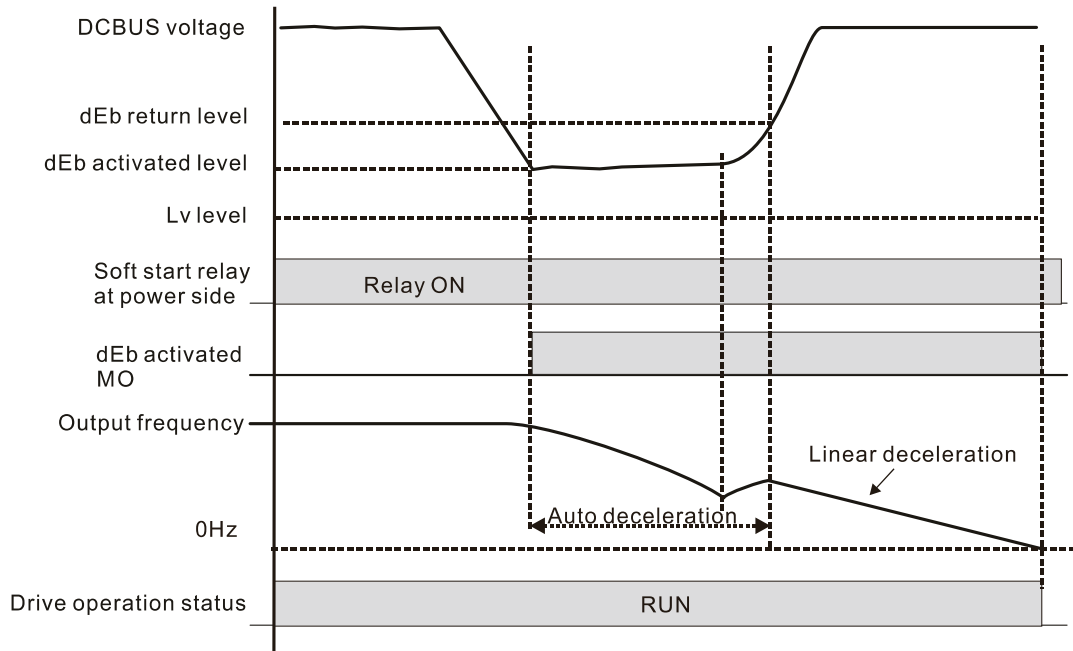 DCBUS voltage
dEb return level
dEb activated level
Lv level
Soft start relay
at power side
Relay ON
dEb activated
MO
Output frequency
Linear deceleration
Auto deceleration
0Hz
Drive operation status
RUN